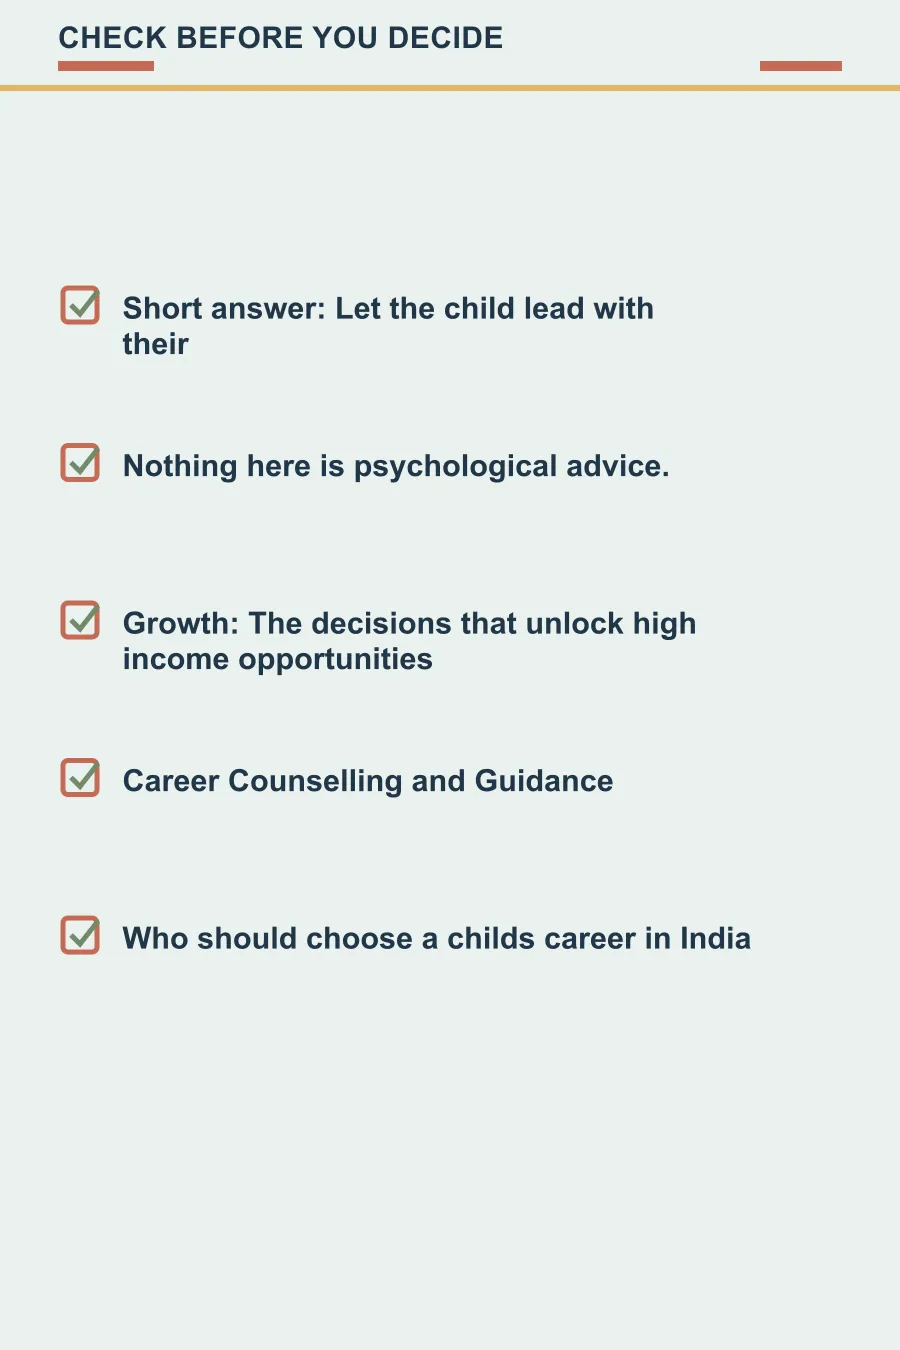 CHECK BEFORE YOU DECIDE
Short answer: Let the child lead with
their
Nothing here is psychological advice.
Growth: The decisions that unlock high
income opportunities
Career Counselling and Guidance
Who should choose a childs career in India